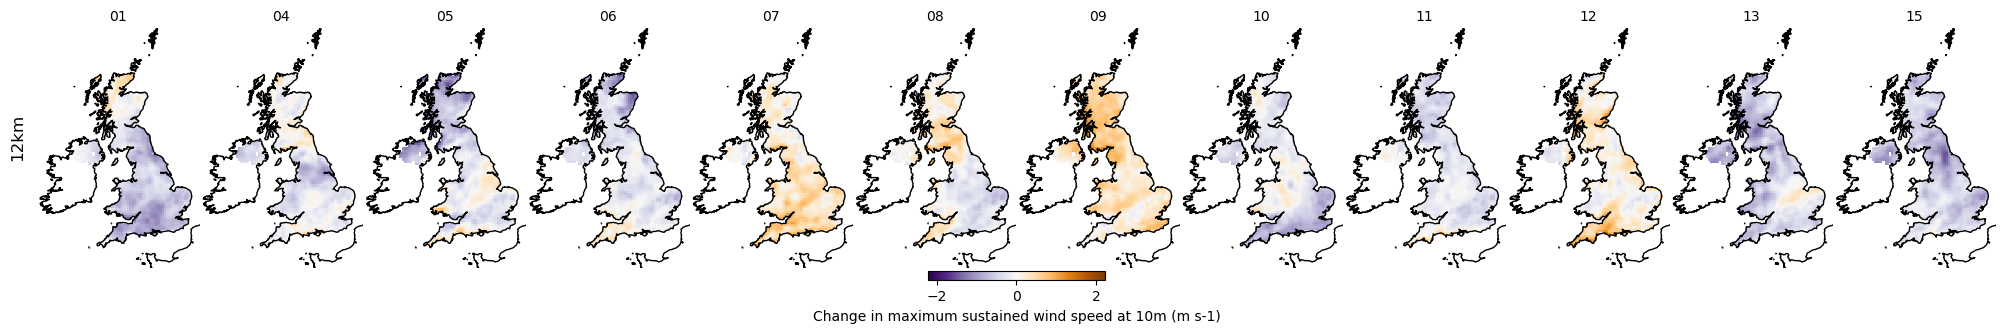 01 04 05 06 07 08 09 10 11 12 13 15
12km
−2 0 2
Change in maximum sustained wind speed at 10m (m s-1)